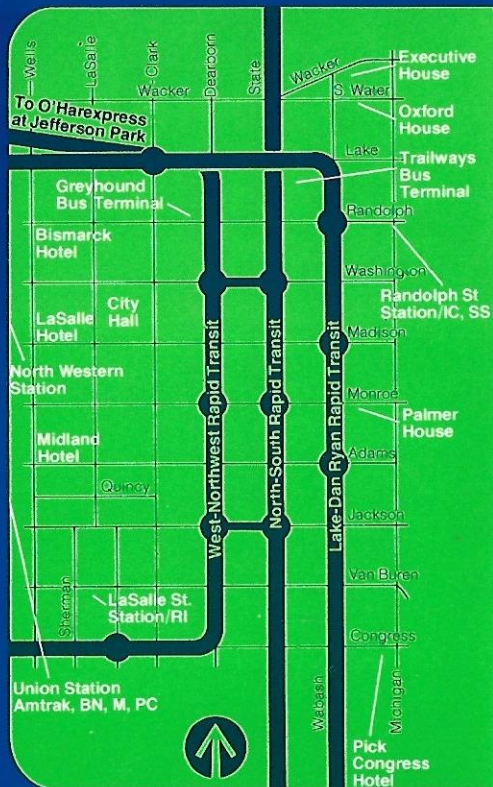 Wells
LaSalle
Clark
Dearborn
State
Wacker
Wacker
S. Water
Executive
House
Oxford
House
To O'Harexpress
at Jefferson Park
Lake
Trailways
Bus
Terminal
Greyhound
Bus Terminal
Randolph
Bismarck
Hotel
Washington
Randolph St
Station/IC, SS
LaSalle
Hotel
City
Hall
Madison
North Western
Station
West-Northwest Rapid Transit
North-South Rapid Transit
Lake-Dan Ryan Rapid Transit
Monroe
Palmer
House
Midland
Hotel
Adams
Quincy
Jackson
Van Buren
Sherman
LaSalle St.
Station/RI
Congress
Union Station
Amtrak, BN, M, PC
Wabash
Michigan
Pick
Congress
Hotel